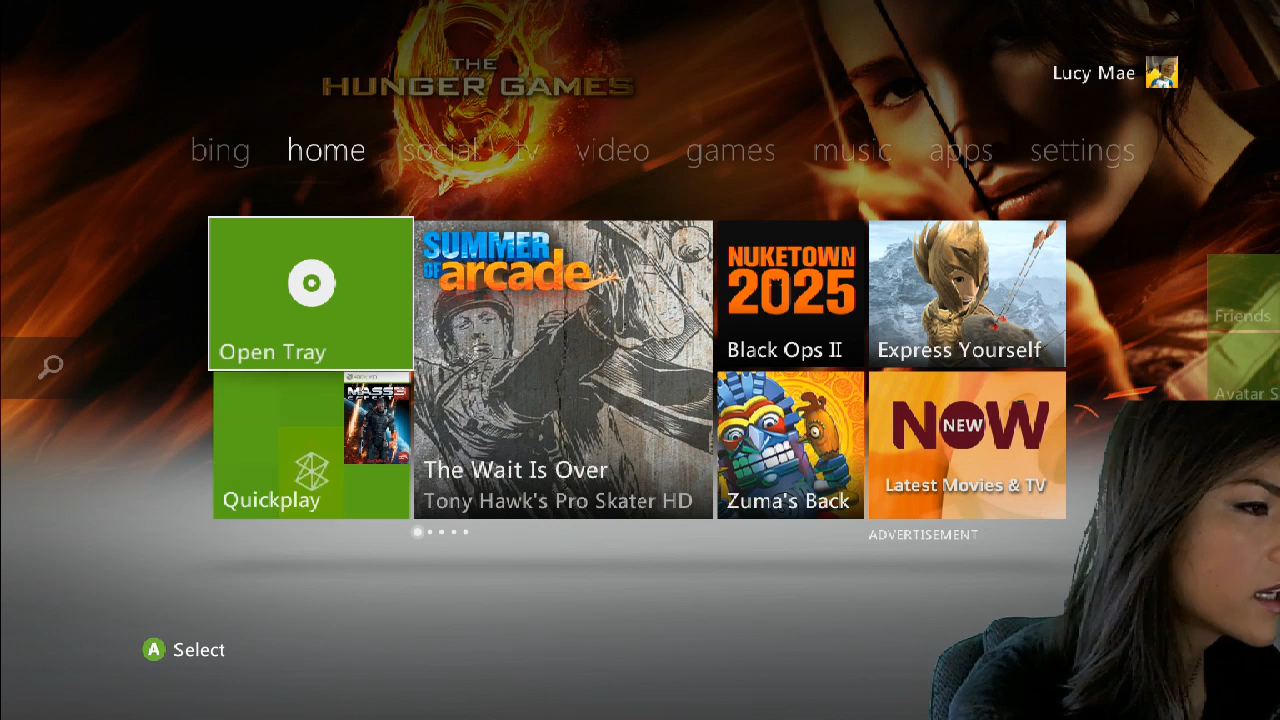 THE
HUNGER GAMES
Lucy Mae
bing home social tv video games music apps settings
Open Tray
SUMMER
OF arcade
The Wait Is Over
Tony Hawk's Pro Skater HD
NUKETOWN
2025
Black Ops II
Express Yourself
Friends
MASS
Quickplay
Zuma's Back
NOW
NEW
Latest Movies & TV
Avatar S
ADVERTISEMENT
A Select